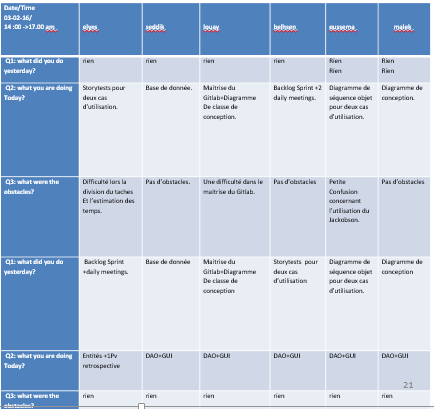 Date/Time
03-02-16/
14 :00 ->17.00 am.
elyes.
seddik.
louay.
belhsen.
oussema.
malek.
Q1: what did you do
yesterday?
rien
rien
rien
rien
Rien
Rien
Rien
Rien
Q2: what you are doing
Today?
Storytests pour
deux cas
d'utilisation.
Base de donnée.
Maitrise du
Gitlab+Diagramme
De classe de
conception.
Backlog Sprint +2
daily meetings.
Diagramme de
séquence objet
pour deux cas
d'utilisation.
Diagramme de
conception.
Q3: what were the
obstacles?
Difficulté lors la
division du taches
Et l'estimation des
temps.
Pas d'obstacles.
Une difficulté dans le
maitrise du Gitlab.
Pas d'obstacles
Petite
Confusion
concernant
l'utilisation du
Jackobson.
Pas d'obstacles
Q1: what did you do
yesterday?
Backlog Sprint
+daily meetings.
Base de donnée
Maitrise du
Gitlab+Diagramme
De classe de
conception
Storytests pour
deux cas
d'utilisation
Diagramme de
séquence objet
pour deux cas
d'utilisation.
Diagramme de
conception
Q2: what you are doing
Today?
Entités +1Pv
retrospective
DAO+GUI
DAO+GUI
DAO+GUI
DAO+GUI
DAO+GUI
21
Q3: what were the
obstacles?
rien
rien
rien
rien
rien
rien